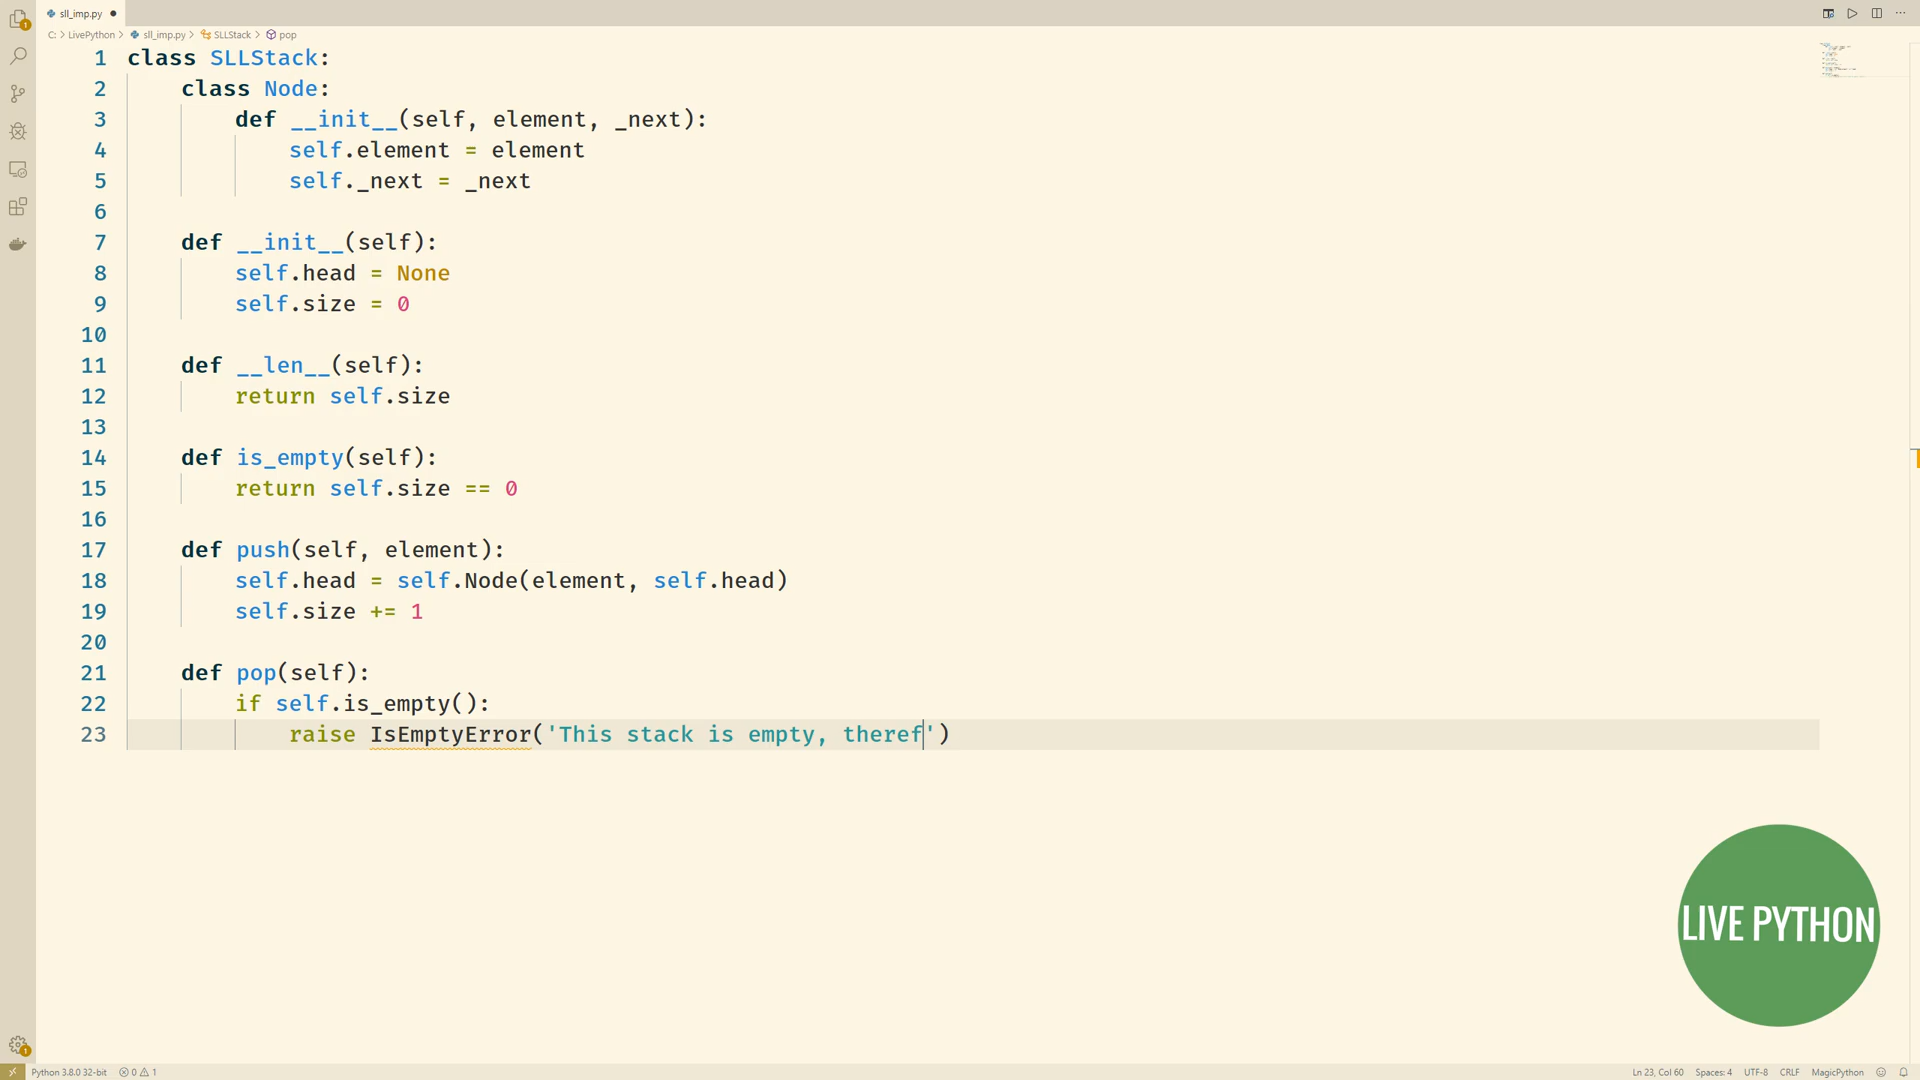 sll_imp.py
C: > LivePython > sll_imp.py > SLLStack > pop
1 class SLLStack:
2     class Node:
3         def __init__(self, element, _next):
4             self.element = element
5             self._next = _next
6
7     def __init__(self):
8         self.head = None
9         self.size = 0
10
11     def __len__(self):
12         return self.size
13
14     def is_empty(self):
15         return self.size == 0
16
17     def push(self, element):
18         self.head = self.Node(element, self.head)
19         self.size += 1
20
21     def pop(self):
22         if self.is_empty():
23             raise IsEmptyError('This stack is empty, theref')
LIVE PYTHON
1
1
Python 3.8.0 32-bit 0 1 Ln 23, Col 60 Spaces: 4 UTF-8 CRLF MagicPython